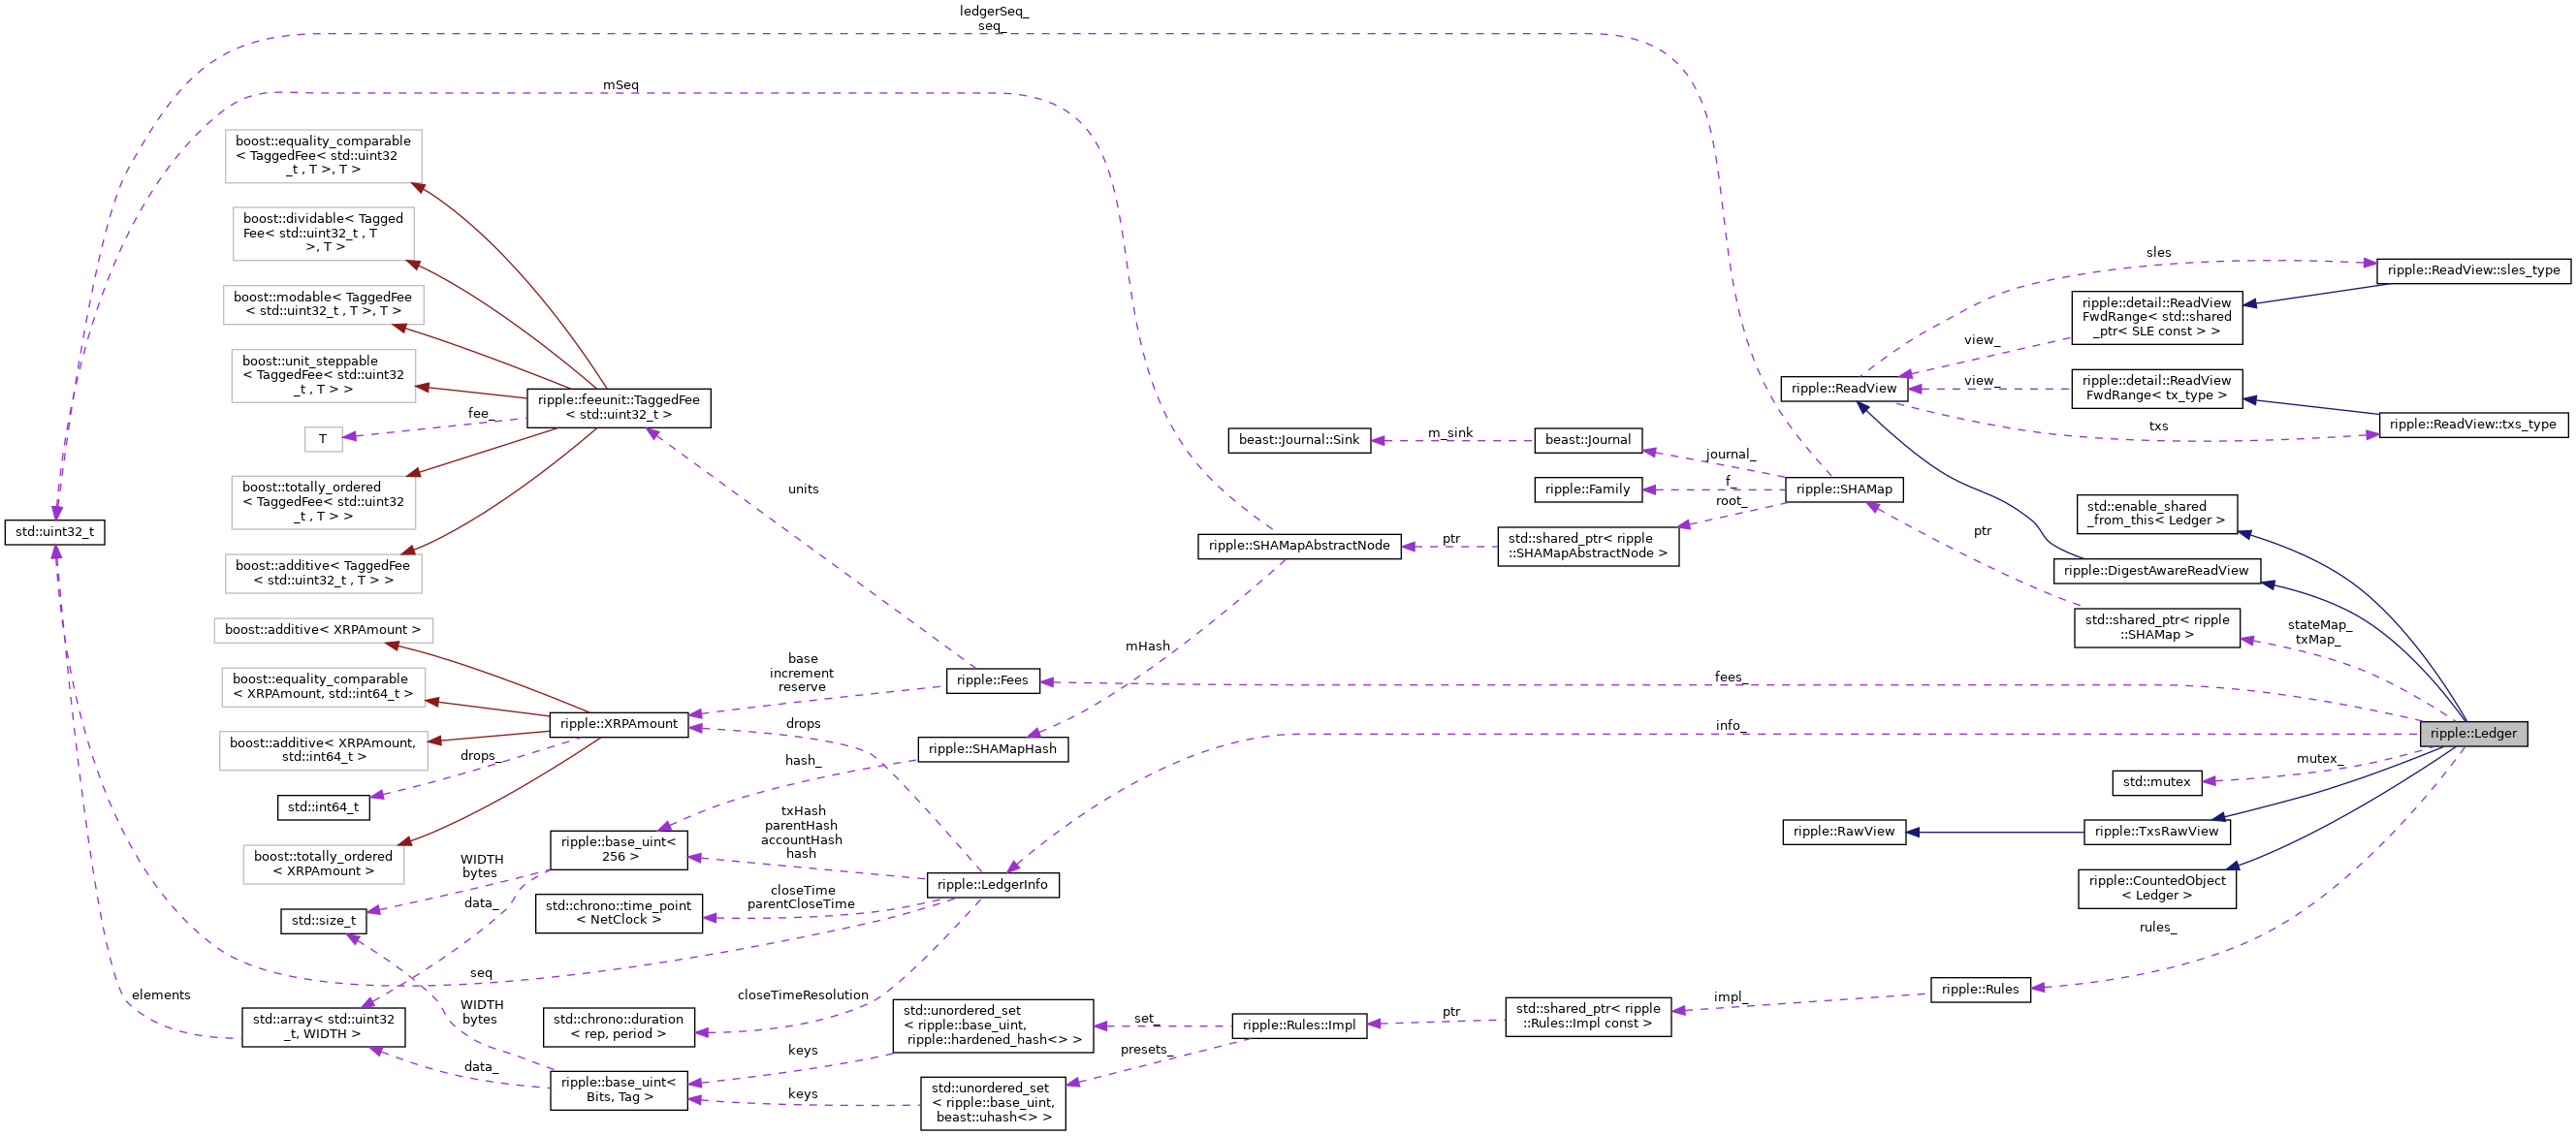 ledgerSeq_
seq_
mSeq
boost::equality_comparable
< TaggedFee< std::uint32
_t , T >, T >
boost::dividable< Tagged
Fee< std::uint32_t , T
>, T >
boost::modable< TaggedFee
< std::uint32_t , T >, T >
boost::unit_steppable
< TaggedFee< std::uint32
_t , T > >
ripple::feeunit::TaggedFee
< std::uint32_t >
fee_
T
boost::totally_ordered
< TaggedFee< std::uint32
_t , T > >
boost::additive< TaggedFee
< std::uint32_t , T > >
std::uint32_t
units
boost::additive< XRPAmount >
boost::equality_comparable
< XRPAmount, std::int64_t >
boost::additive< XRPAmount,
std::int64_t >
drops_
std::int64_t
boost::totally_ordered
< XRPAmount >
ripple::XRPAmount
base
increment
reserve
drops
ripple::Fees
hash_
ripple::SHAMapHash
mHash
ripple::base_uint<
256 >
txHash
parentHash
accountHash
hash
WIDTH
bytes
data_
std::size_t
closeTime
parentCloseTime
std::chrono::time_point
< NetClock >
ripple::LedgerInfo
seq
elements
std::array< std::uint32
_t, WIDTH >
WIDTH
bytes
data_
closeTimeResolution
std::chrono::duration
< rep, period >
ripple::base_uint<
Bits, Tag >
keys
keys
std::unordered_set
< ripple::base_uint,
ripple::hardened_hash<> >
std::unordered_set
< ripple::base_uint,
beast::uhash<> >
set_
presets_
ripple::Rules::Impl
ptr
std::shared_ptr< ripple
::Rules::Impl const >
impl_
ripple::Rules
rules_
beast::Journal::Sink
m_sink
beast::Journal
journal_
ripple::Family
f_
root_
ripple::SHAMap
ripple::SHAMapAbstractNode
ptr
std::shared_ptr< ripple
::SHAMapAbstractNode >
sles
ripple::ReadView::sles_type
ripple::detail::ReadView
FwdRange< std::shared
_ptr< SLE const > >
view_
ripple::ReadView
view_
ripple::detail::ReadView
FwdRange< tx_type >
txs
ripple::ReadView::txs_type
std::enable_shared
_from_this< Ledger >
ptr
ripple::DigestAwareReadView
std::shared_ptr< ripple
::SHAMap >
stateMap_
txMap_
fees_
info_
ripple::Ledger
mutex_
std::mutex
ripple::RawView
ripple::TxsRawView
ripple::CountedObject
< Ledger >